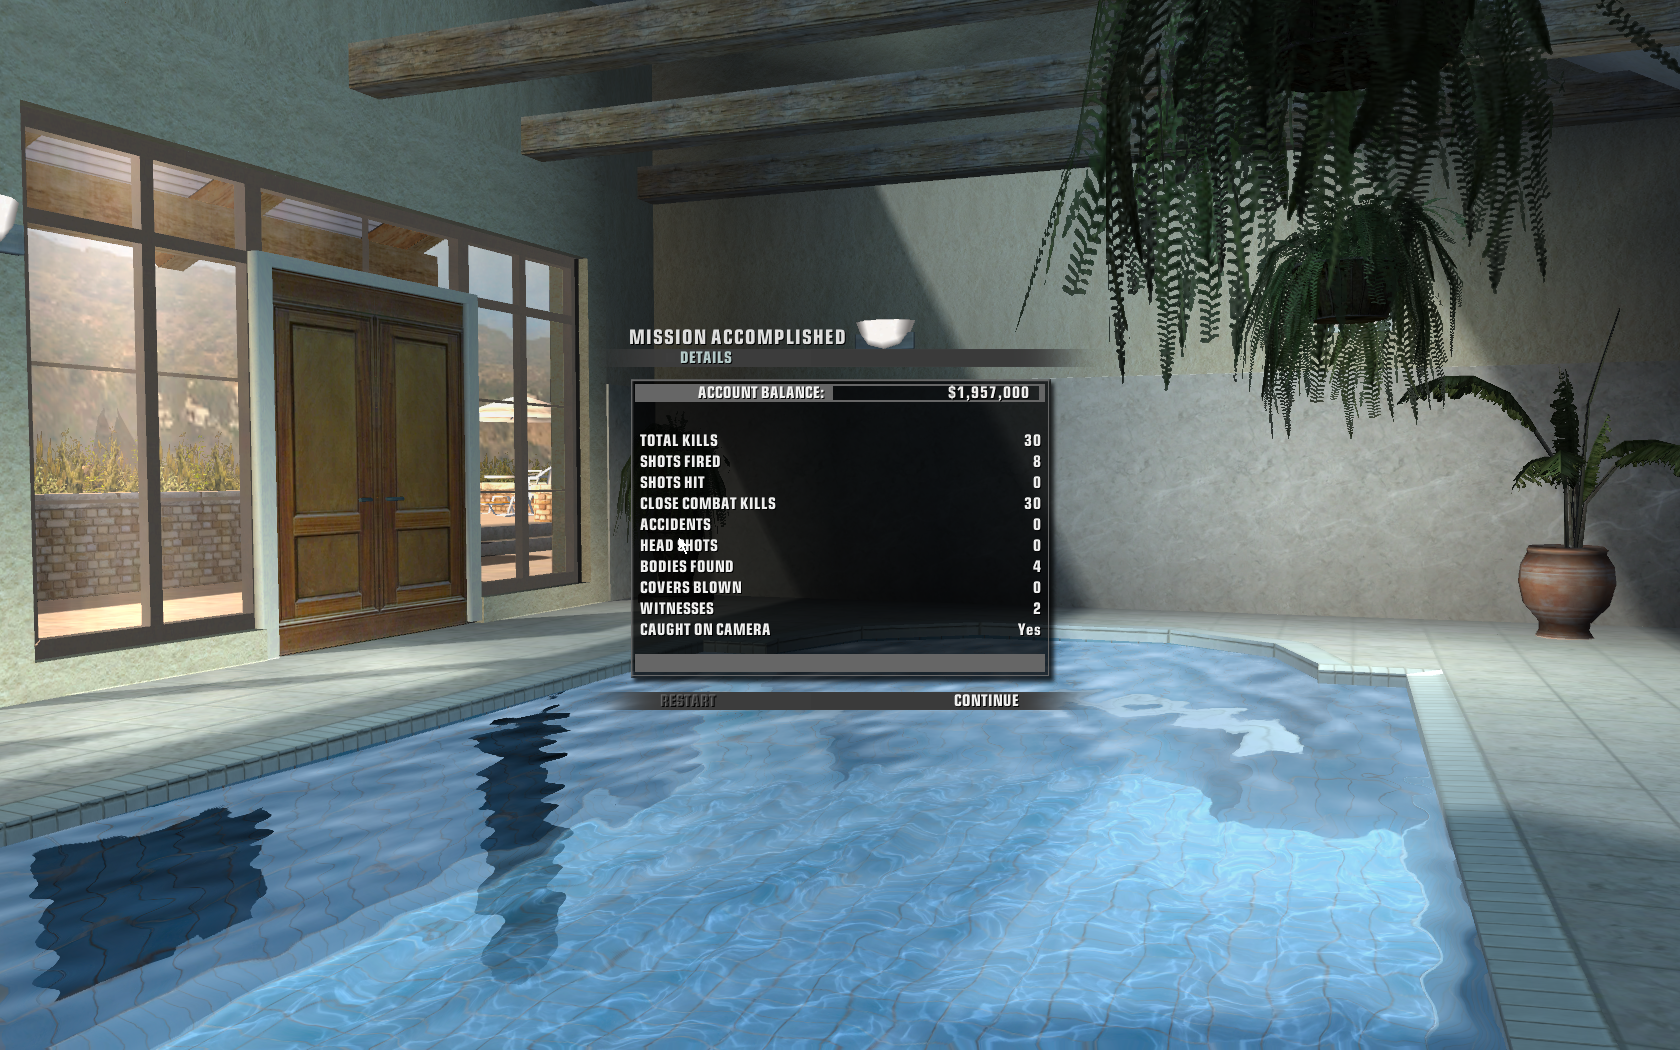 MISSION ACCOMPLISHED
DETAILS
ACCOUNT BALANCE: $1,957,000
TOTAL KILLS 30
SHOTS FIRED 8
SHOTS HIT 0
CLOSE COMBAT KILLS 30
ACCIDENTS 0
HEAD SHOTS 0
BODIES FOUND 4
COVERS BLOWN 0
WITNESSES 2
CAUGHT ON CAMERA Yes
RESTART CONTINUE